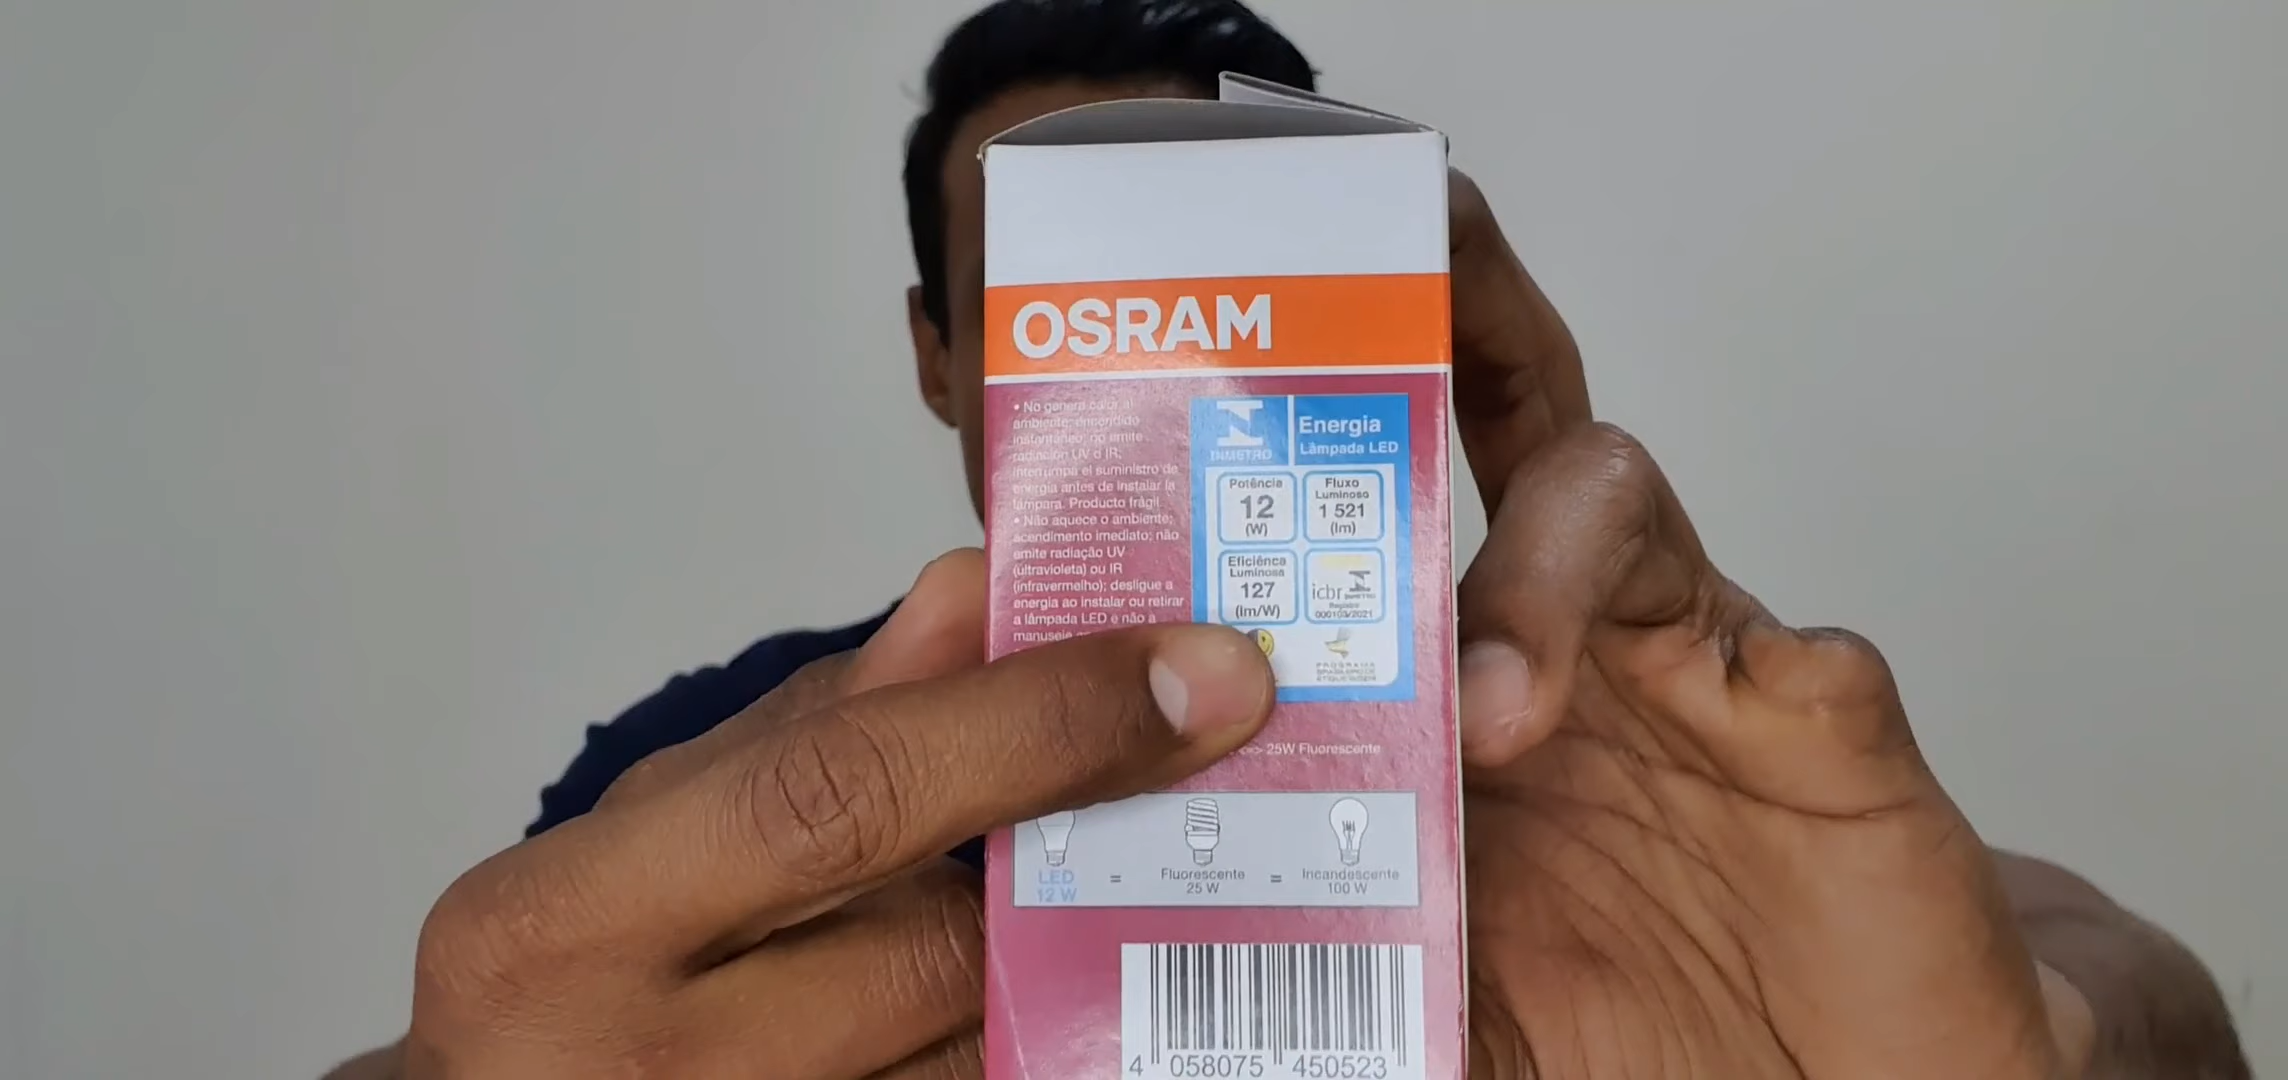 OSRAM
• No genera calor al
ambiente; encendido
instantáneo; no emite
radiación UV o IR;
Interrumpa el suministro de
energia antes de instalar la
lámpara. Producto frágil.
• Não aquece o ambiente;
acendimento imediato; não
emite radiação UV
(ultravioleta) ou IR
(infravermelho); desligue a
energia ao instalar ou retirar
a lâmpada LED e não a
manuseie
INMETRO
Energia
Lâmpada LED
Potência
12
(W)
Fluxo
Luminoso
1 521
(lm)
Eficiênca
Luminosa
127
(lm/W)
icbr INMETRO
Registro
000103/2021
PROGRAMA
BRASILEIRO DE
ETIQUETAGEM
<=> 25W Fluorescente
LED
12 W
=
Fluorescente
25 W
=
Incandescente
100 W
4 058075 450523